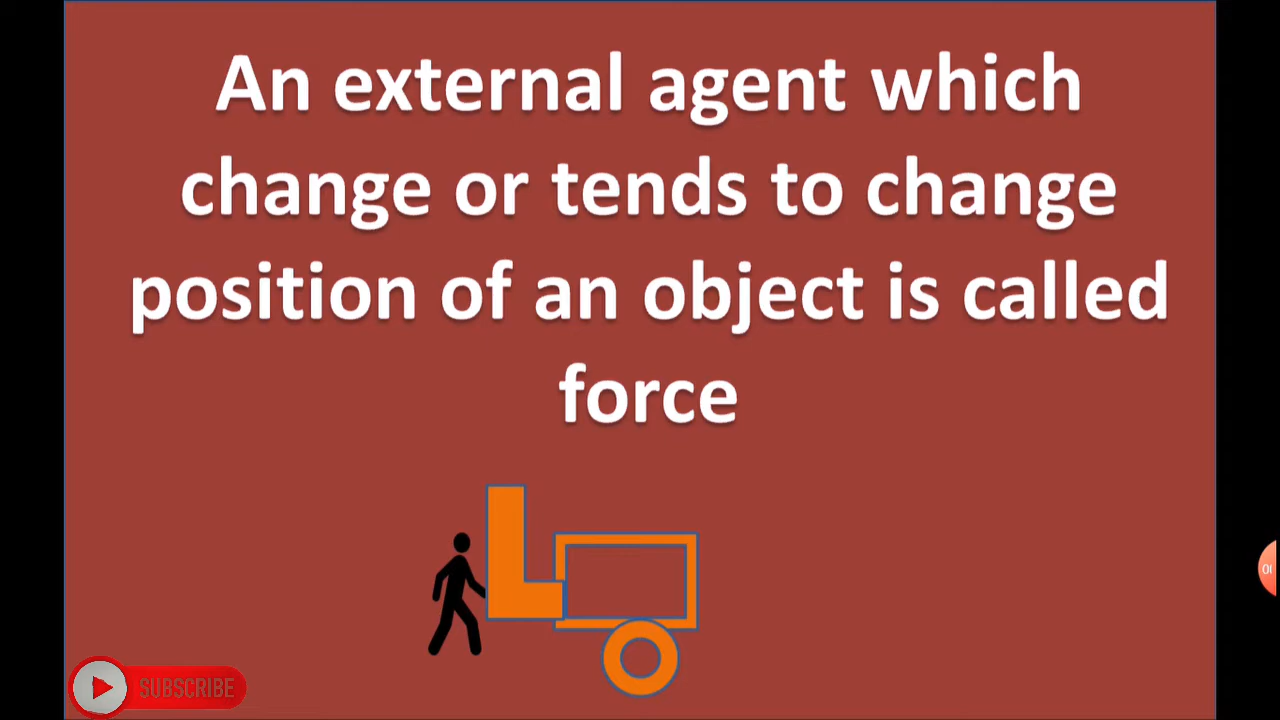 An external agent which
change or tends to change
position of an object is called
force
SUBSCRIBE